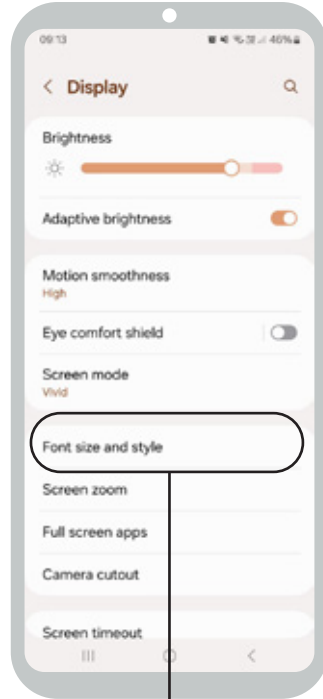 09:13 46%
< Display
Brightness
Adaptive brightness
Motion smoothness
High
Eye comfort shield
Screen mode
Vivid
Font size and style
Screen zoom
Full screen apps
Camera cutout
Screen timeout